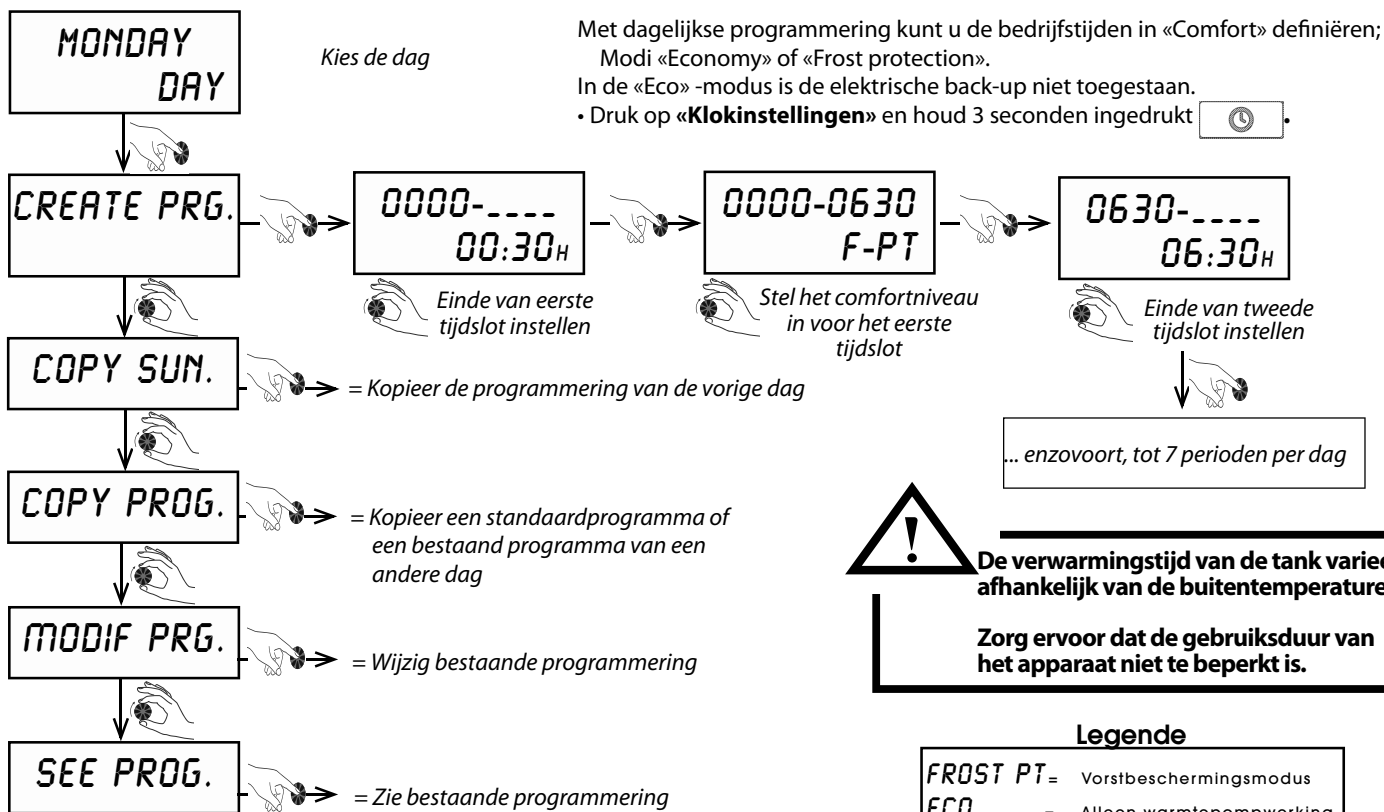 MONDAY
DAY
Kies de dag
Met dagelijkse programmering kunt u de bedrijfstijden in «Comfort» definiëren;
Modi «Economy» of «Frost protection».
In de «Eco» -modus is de elektrische back-up niet toegestaan.
• Druk op «Klokinstellingen» en houd 3 seconden ingedrukt .
CREATE PRG.
0000-____
00:30H
0000-0630
F-PT
0630-____
06:30H
Einde van eerste
tijdslot instellen
Stel het comfortniveau
in voor het eerste
tijdslot
Einde van tweede
tijdslot instellen
COPY SUN.
= Kopieer de programmering van de vorige dag
... enzovoort, tot 7 perioden per dag
COPY PROG.
= Kopieer een standaardprogramma of
een bestaand programma van een
andere dag
!
De verwarmingstijd van de tank variee
afhankelijk van de buitentemperature
Zorg ervoor dat de gebruiksduur van
het apparaat niet te beperkt is.
MODIF PRG.
= Wijzig bestaande programmering
SEE PROG.
= Zie bestaande programmering
Legende
FROST PT= Vorstbeschermingsmodus
ECO = Alleen warmtepompwerking